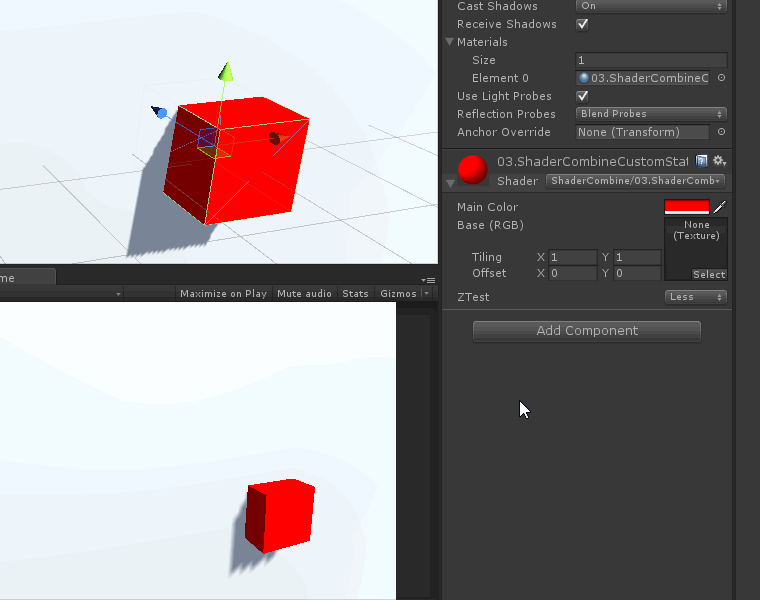 Cast Shadows On
Receive Shadows
Materials
Size 1
Element 0 03.ShaderCombineC
Use Light Probes
Reflection Probes Blend Probes
Anchor Override None (Transform)
03.ShaderCombineCustomStat
Shader ShaderCombine/03.ShaderComb
Main Color
Base (RGB) None
(Texture)
Tiling X 1 Y 1
Offset X 0 Y 0
Select
ZTest Less
Add Component
me
Maximize on Play Mute audio Stats Gizmos